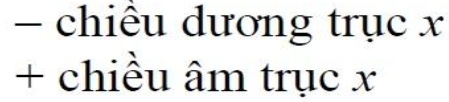 − chiều dương trục x
+ chiều âm trục x